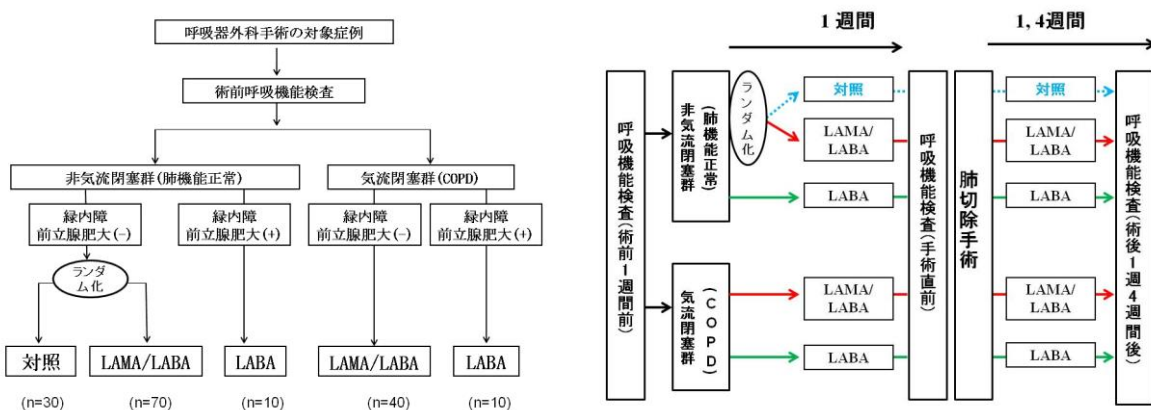 呼吸器外科手術の対象症例
術前呼吸機能検査
非気流閉塞群(肺機能正常)
気流閉塞群(COPD)
緑内障
前立腺肥大(-)
緑内障
前立腺肥大(+)
緑内障
前立腺肥大(-)
緑内障
前立腺肥大(+)
ランダ
ム化
対照
LAMA/LABA
LABA
LAMA/LABA
LABA
(n=30)
(n=70)
(n=10)
(n=40)
(n=10)
1週間
1,4週間
呼吸機能検査(術前1週間前)
非気流閉塞群
(肺機能正常)
ランダム化
対照
LAMA/
LABA
LABA
気流閉塞群
(COPD)
LAMA/
LABA
LABA
呼吸機能検査(手術直前)
肺切除手術
対照
LAMA/
LABA
LABA
LAMA/
LABA
LABA
呼吸機能検査(術後1週4週間後)